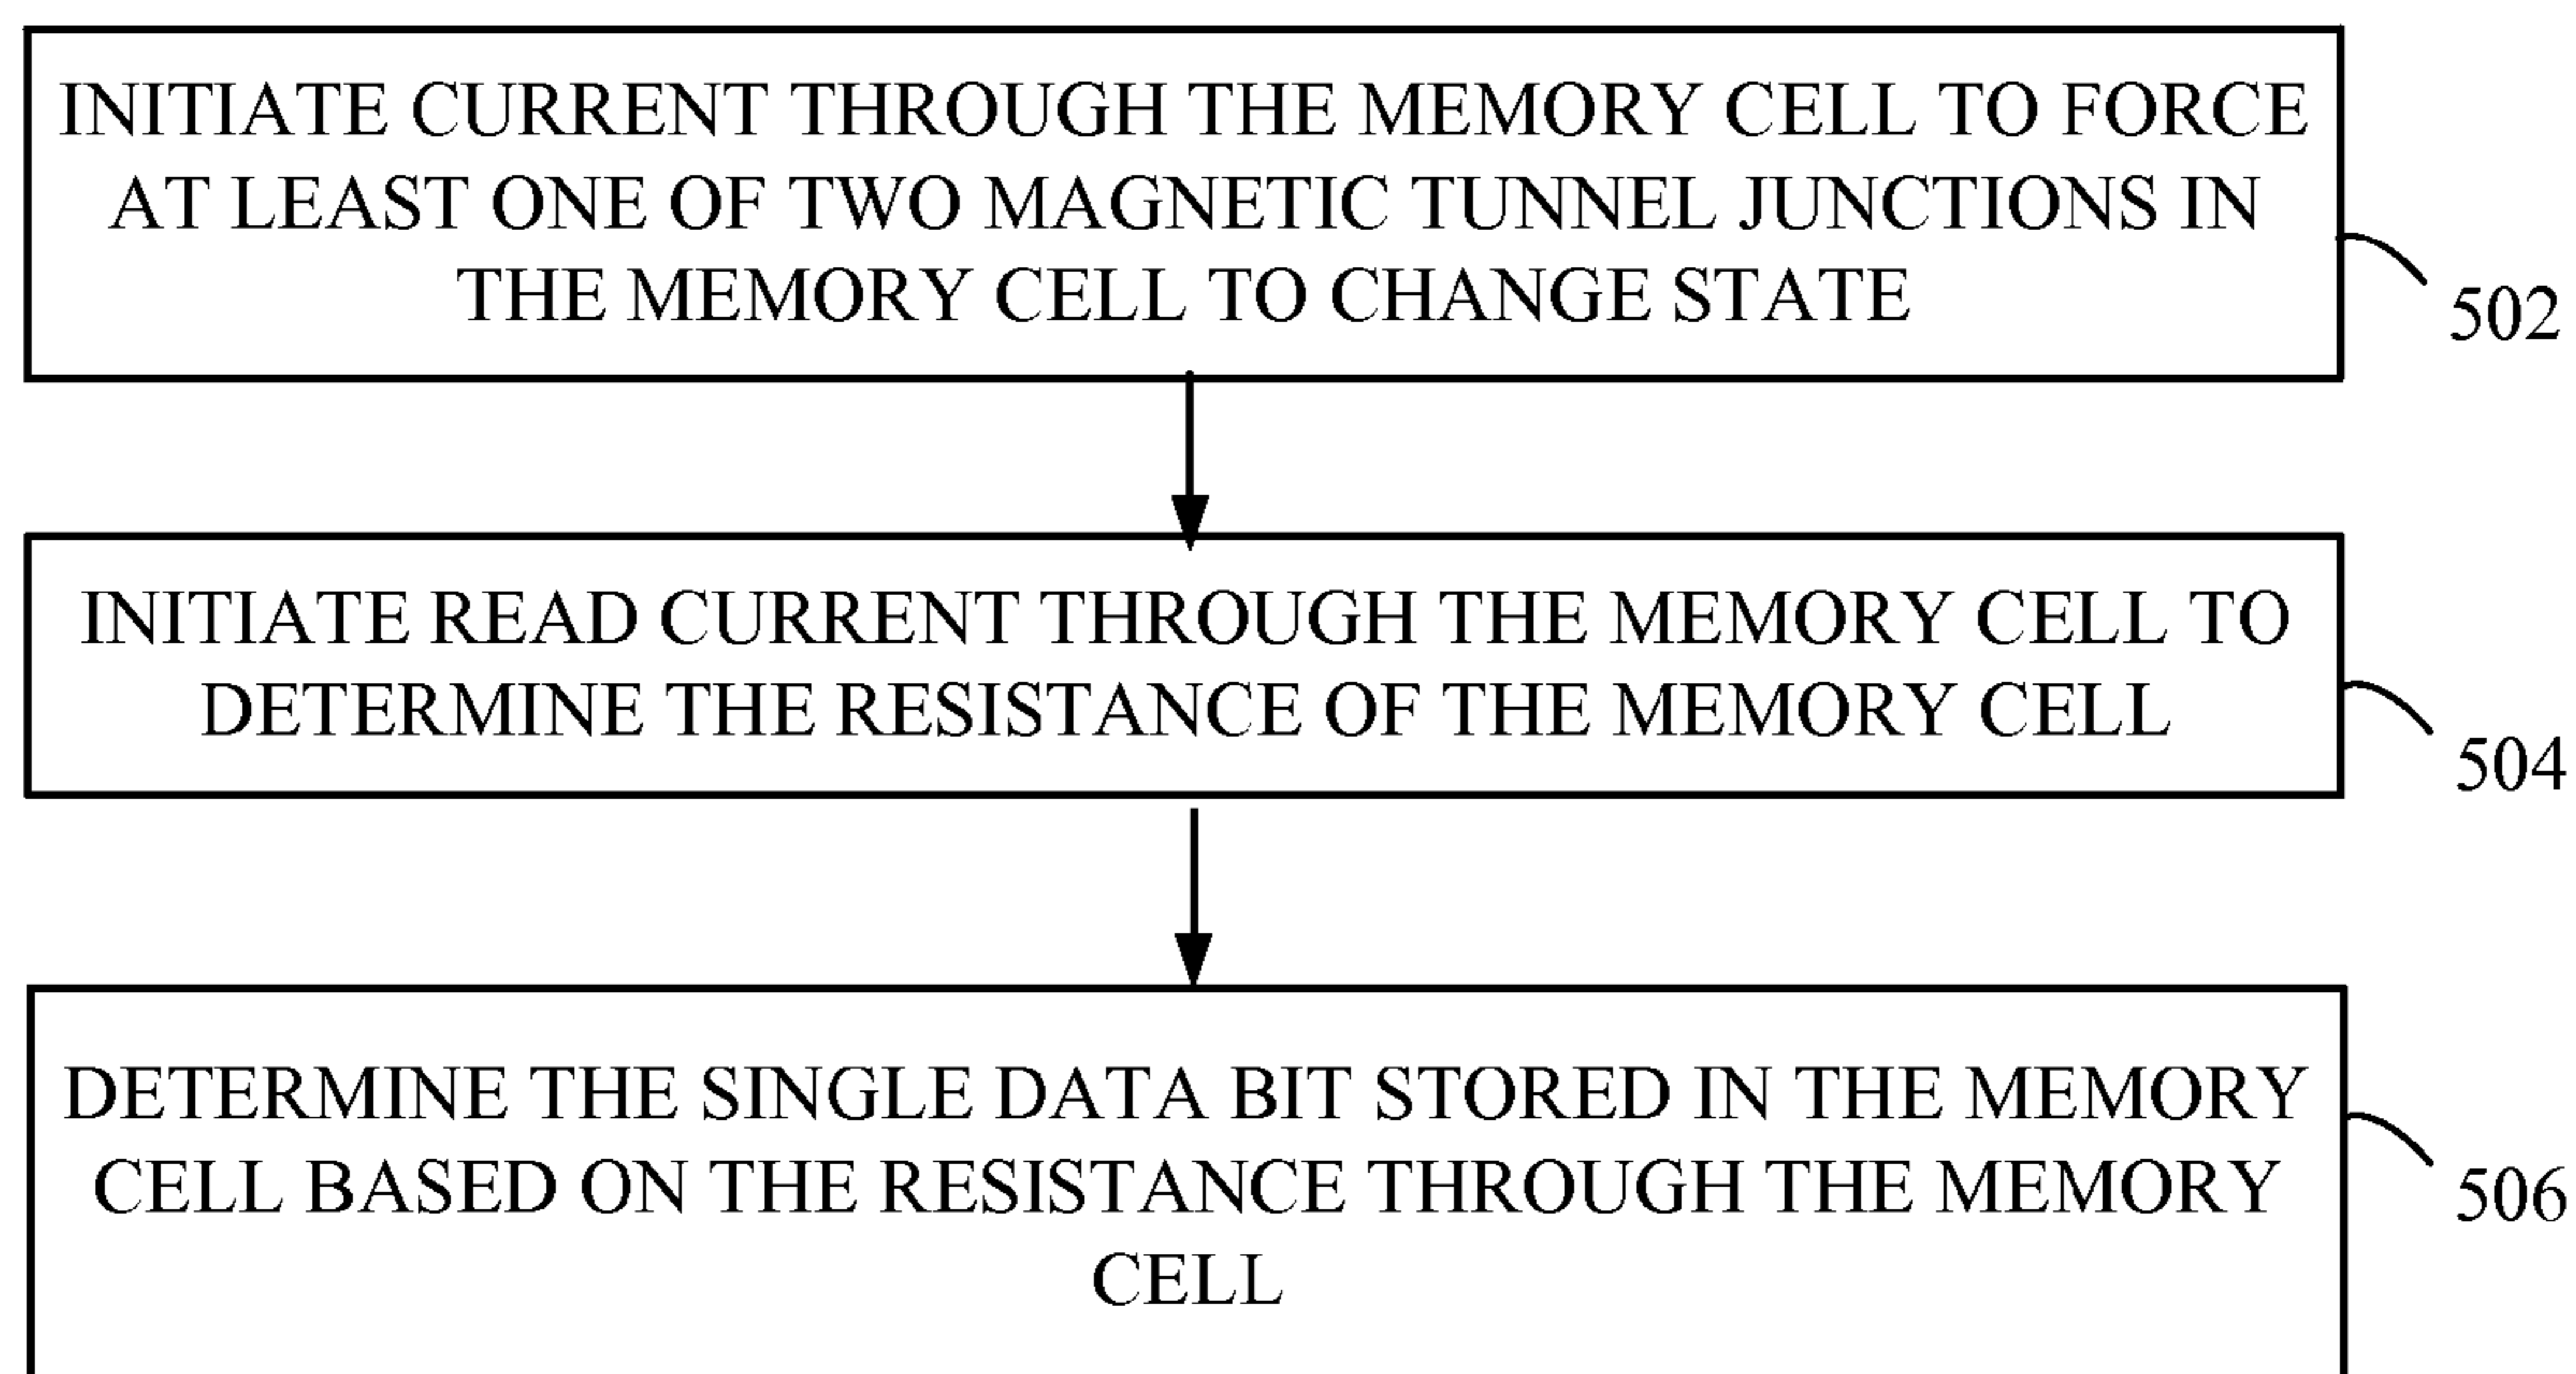 INITIATE CURRENT THROUGH THE MEMORY CELL TO FORCE
AT LEAST ONE OF TWO MAGNETIC TUNNEL JUNCTIONS IN
THE MEMORY CELL TO CHANGE STATE
502
INITIATE READ CURRENT THROUGH THE MEMORY CELL TO
DETERMINE THE RESISTANCE OF THE MEMORY CELL
504
DETERMINE THE SINGLE DATA BIT STORED IN THE MEMORY
CELL BASED ON THE RESISTANCE THROUGH THE MEMORY
CELL
506